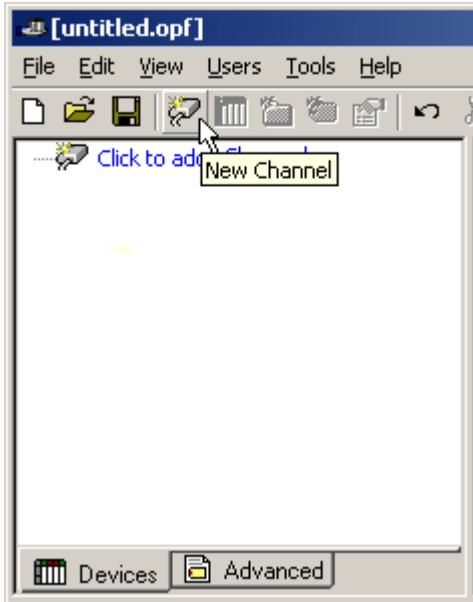 [untitled.opf]
File Edit View Users Tools Help
Click to add
New Channel
Devices Advanced